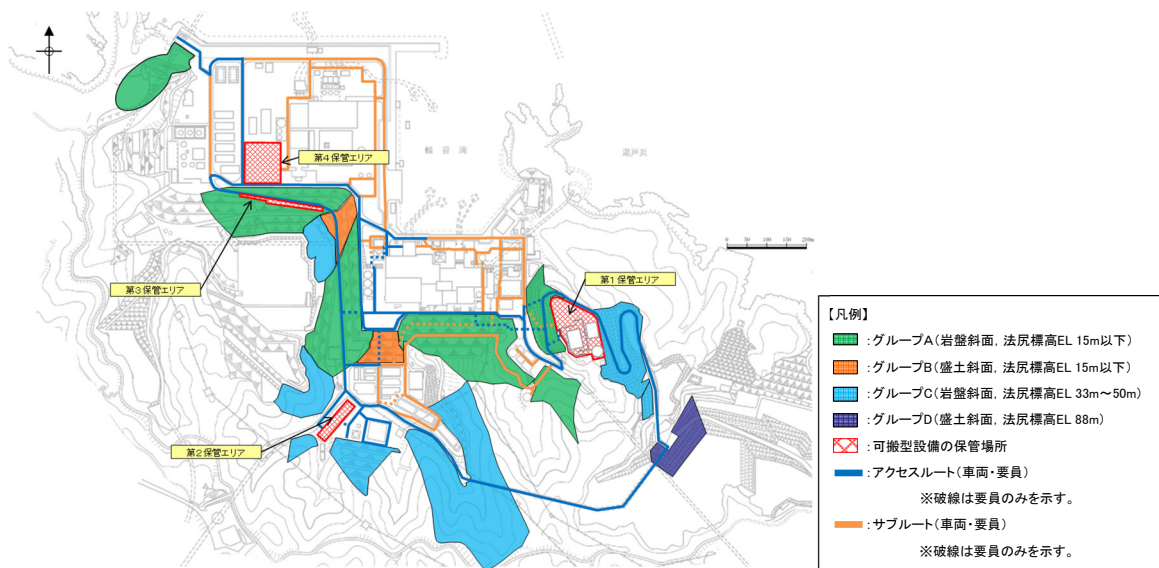 第4保管エリア
輪谷湾
瀬戸浜
第3保管エリア
第1保管エリア
第2保管エリア
0 50 100 150 200m
【凡例】
:グループA(岩盤斜面, 法尻標高EL 15m以下)
:グループB(盛土斜面, 法尻標高EL 15m以下)
:グループC(岩盤斜面, 法尻標高EL 33m~50m)
:グループD(盛土斜面, 法尻標高EL 88m)
:可搬型設備の保管場所
:アクセスルート(車両・要員)
※破線は要員のみを示す。
:サブルート(車両・要員)
※破線は要員のみを示す。